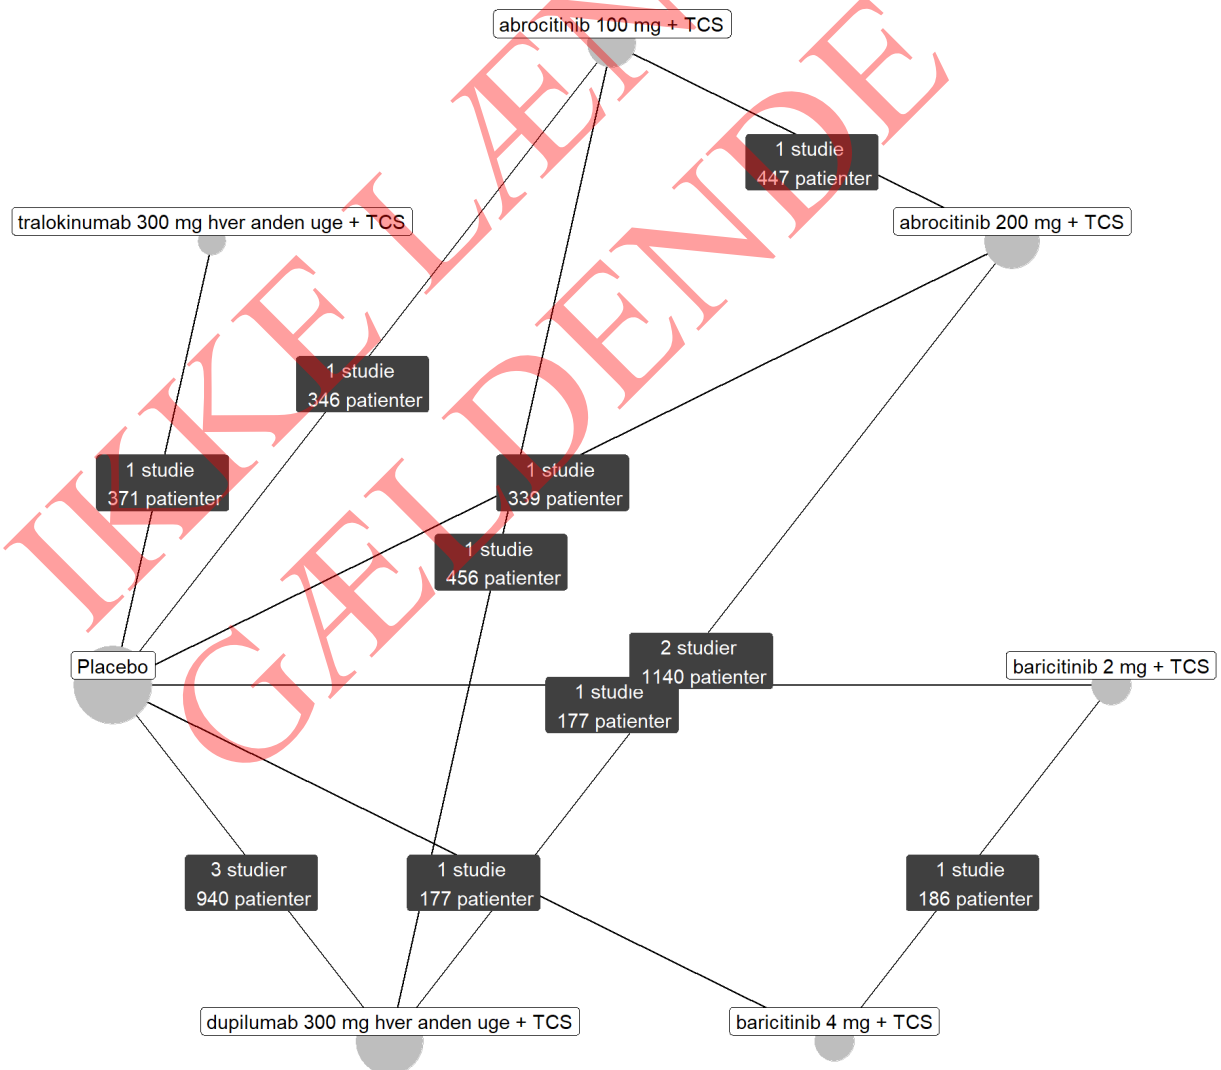 abrocitinib 100 mg + TCS
1 studie
447 patienter
tralokinumab 300 mg hver anden uge + TCS
abrocitinib 200 mg + TCS
1 studie
346 patienter
1 studie
371 patienter
1 studie
339 patienter
1 studie
456 patienter
2 studier
1140 patienter
Placebo
baricitinib 2 mg + TCS
1 studie
177 patienter
3 studier
940 patienter
1 studie
177 patienter
1 studie
186 patienter
dupilumab 300 mg hver anden uge + TCS
baricitinib 4 mg + TCS
IKKE LÆN
GÆLDENDE